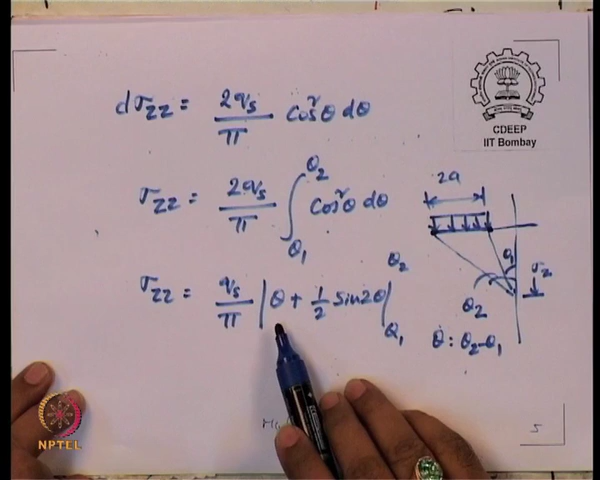 dσzz = 2qs/π cos²θ dθ
σzz = 2qs/π ∫θ1^θ2 cos²θ dθ
σzz = qs/π |θ + 1/2 sin2θ|θ1^θ2
2a
θ1
σz
θ2
θ : θ2-θ1
CDEEP
IIT Bombay
NPTEL
5